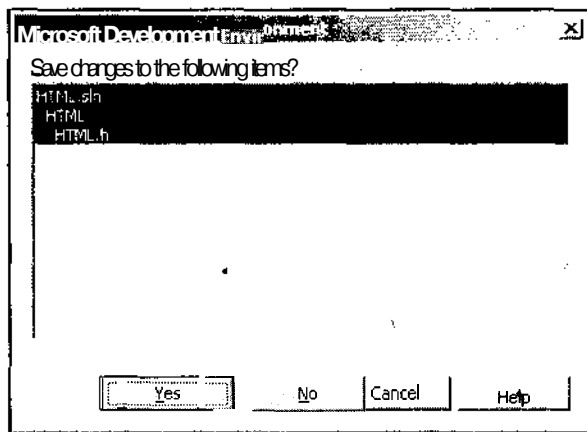 Microsoft Development Environment
Save changes to the following items?
HTML.sln
HTML
HTML.h
Yes No Cancel Help